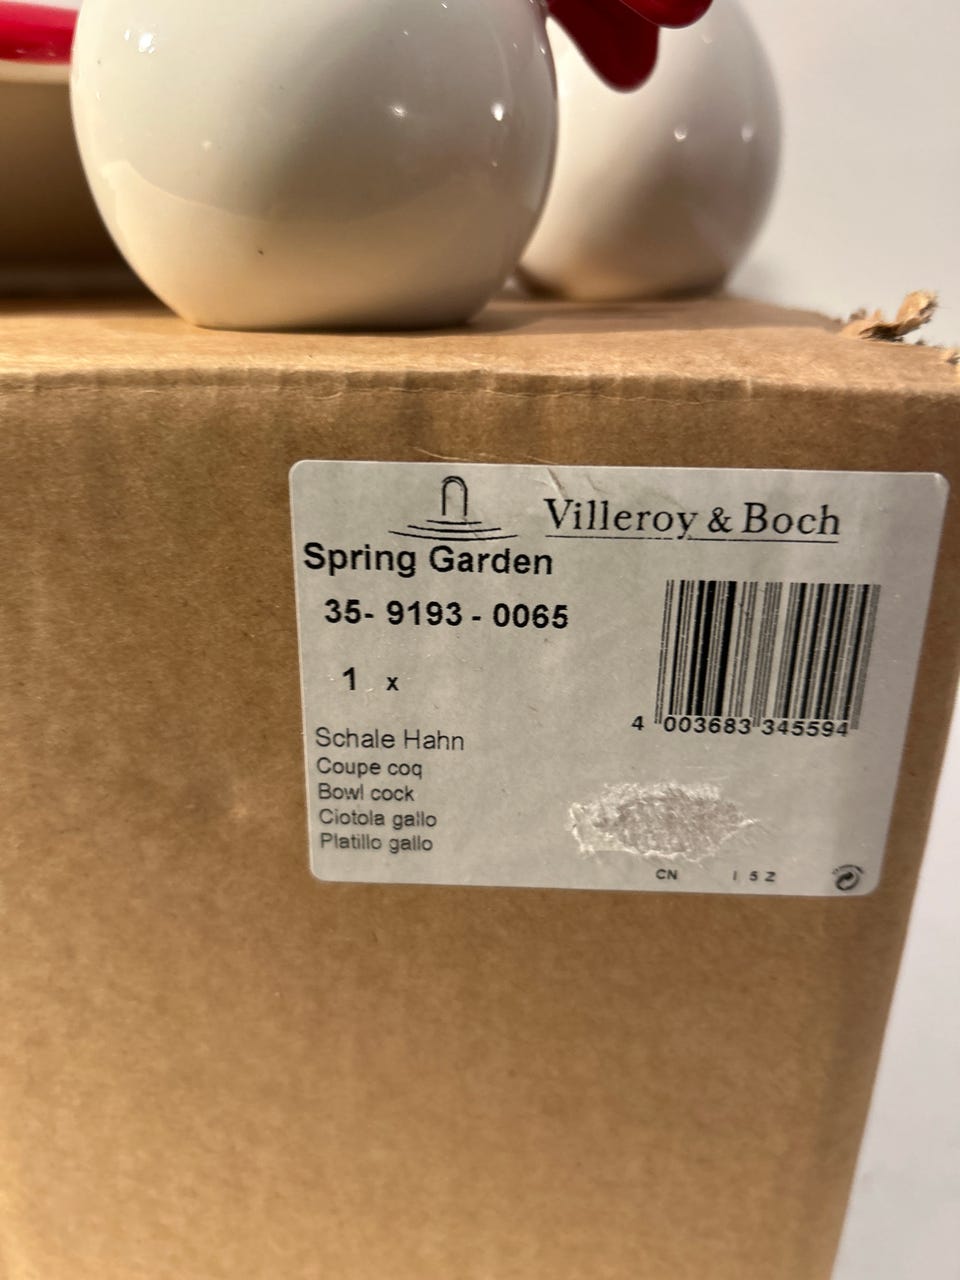 Villeroy & Boch
Spring Garden
35- 9193 - 0065
1 x
4 003683 345594
Schale Hahn
Coupe coq
Bowl cock
Ciotola gallo
Platillo gallo
CN I 5 2